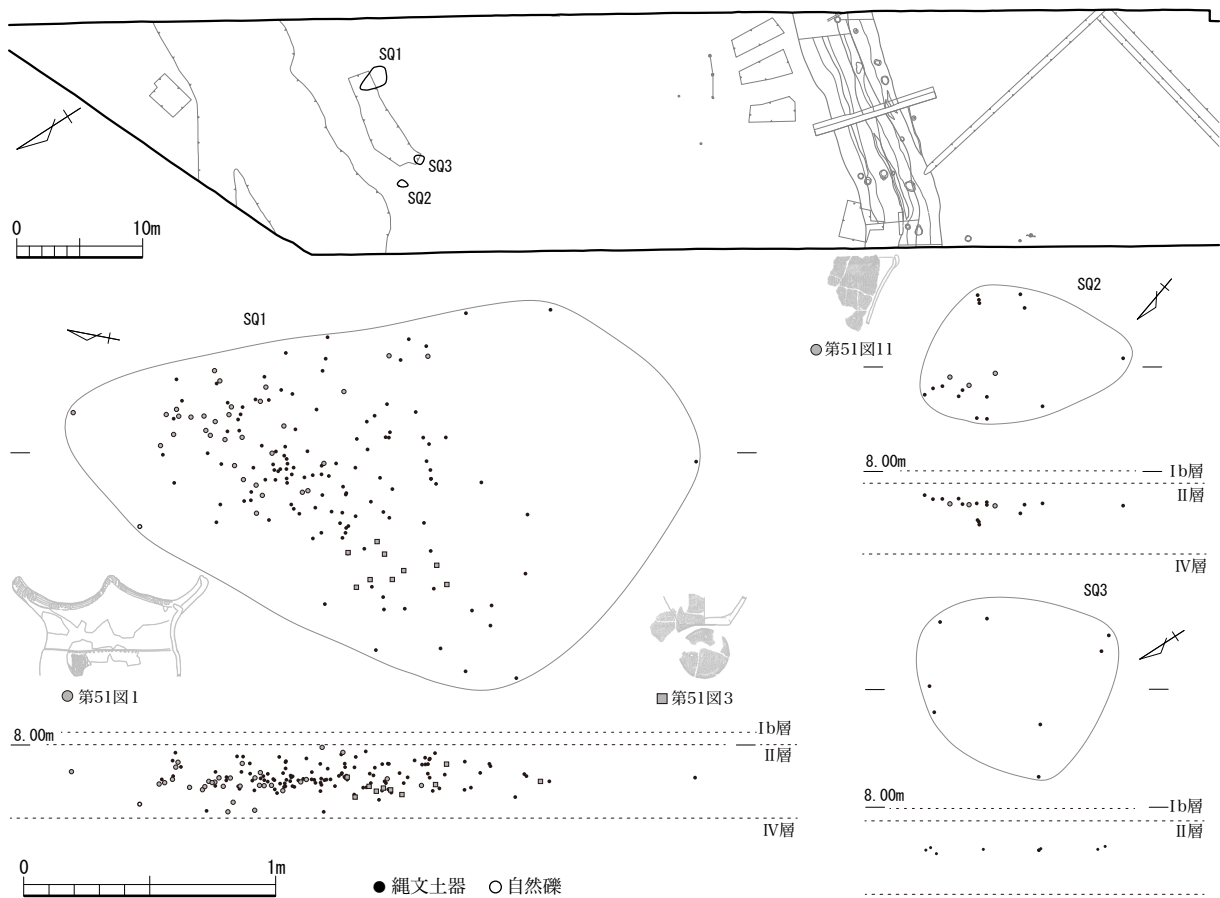 SQ1
SQ3
SQ2
0 10m
SQ1
SQ2
第51図11
8.00m
Ⅰb層
Ⅱ層
Ⅳ層
SQ3
第51図1
第51図3
8.00m
Ⅰb層
Ⅱ層
Ⅳ層
8.00m
Ⅰb層
Ⅱ層
0 1m
縄文土器 自然礫